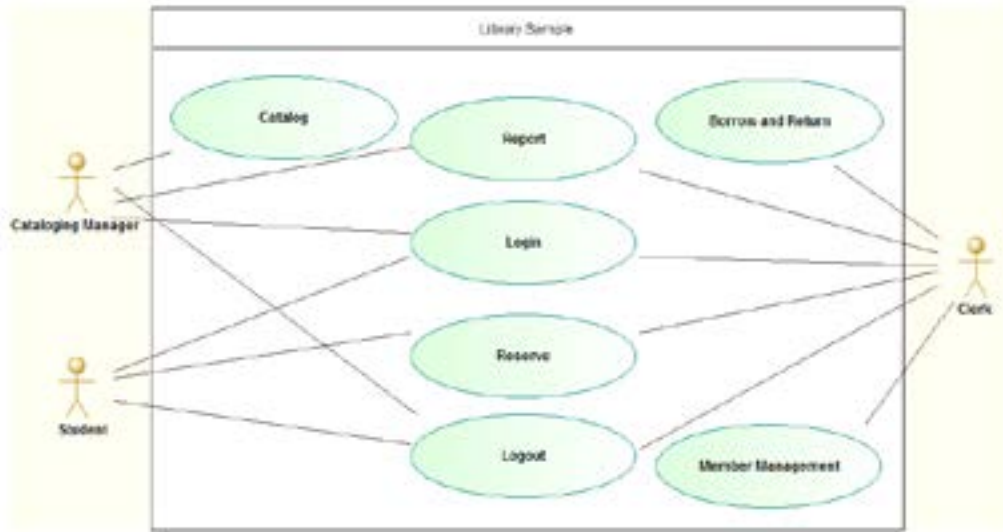 Library Sample
Catalog
Report
Borrow and Return
Cataloging Manager
Login
Clerk
Reserve
Student
Logout
Member Management